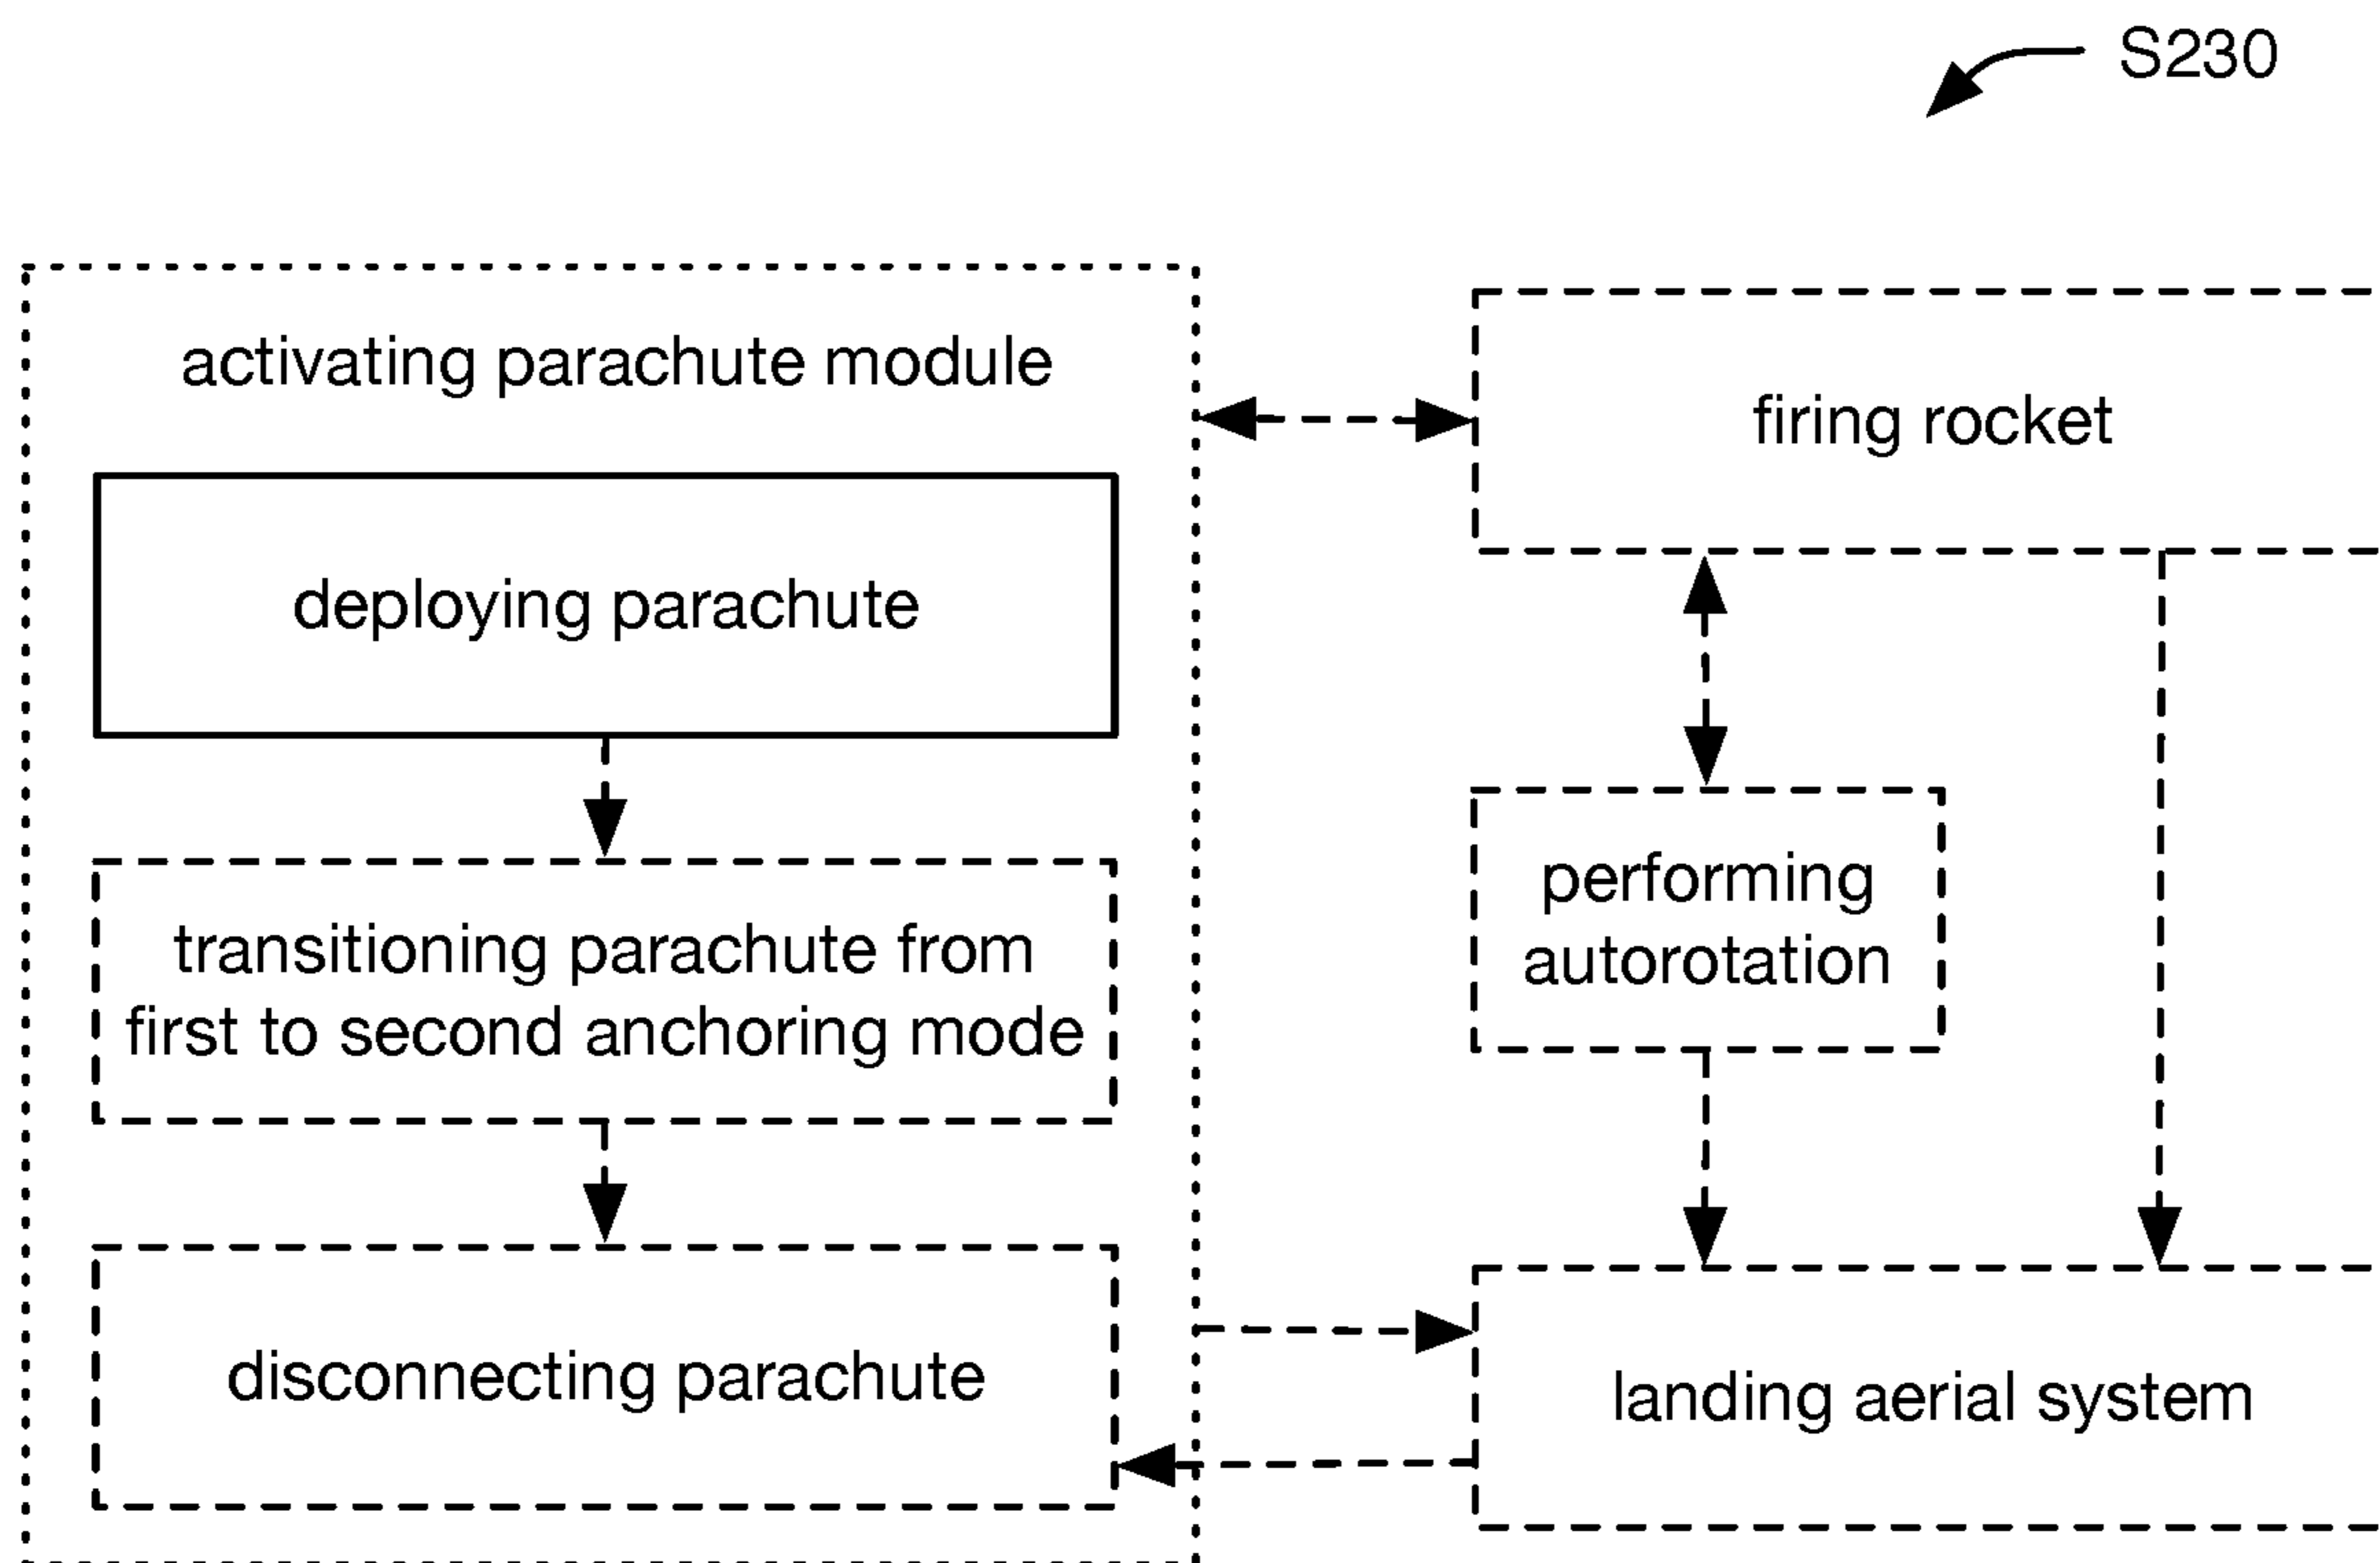 S230
activating parachute module
deploying parachute
transitioning parachute from
first to second anchoring mode
disconnecting parachute
firing rocket
performing
autorotation
landing aerial system